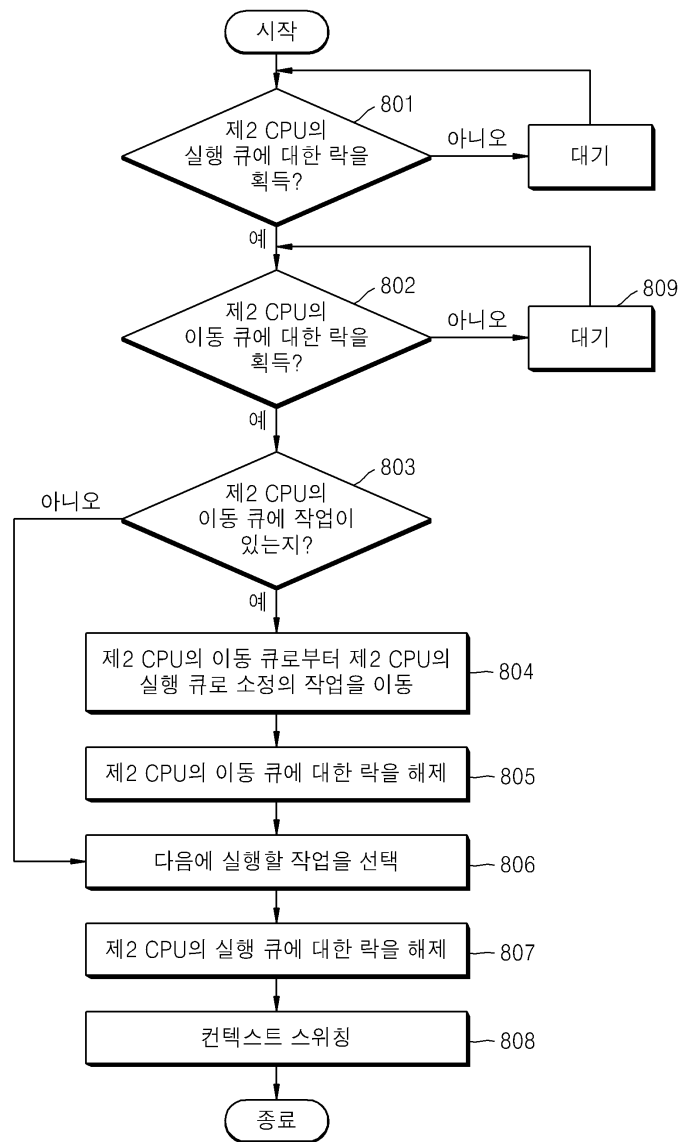 시작
801
제2 CPU의
실행 큐에 대한 락을
획득?
아니오
대기
예
802
제2 CPU의
이동 큐에 대한 락을
획득?
아니오
809
대기
예
803
제2 CPU의
이동 큐에 작업이
있는지?
아니오
예
제2 CPU의 이동 큐로부터 제2 CPU의
실행 큐로 소정의 작업을 이동
804
제2 CPU의 이동 큐에 대한 락을 해제
805
다음에 실행할 작업을 선택
806
제2 CPU의 실행 큐에 대한 락을 해제
807
컨텍스트 스위칭
808
종료